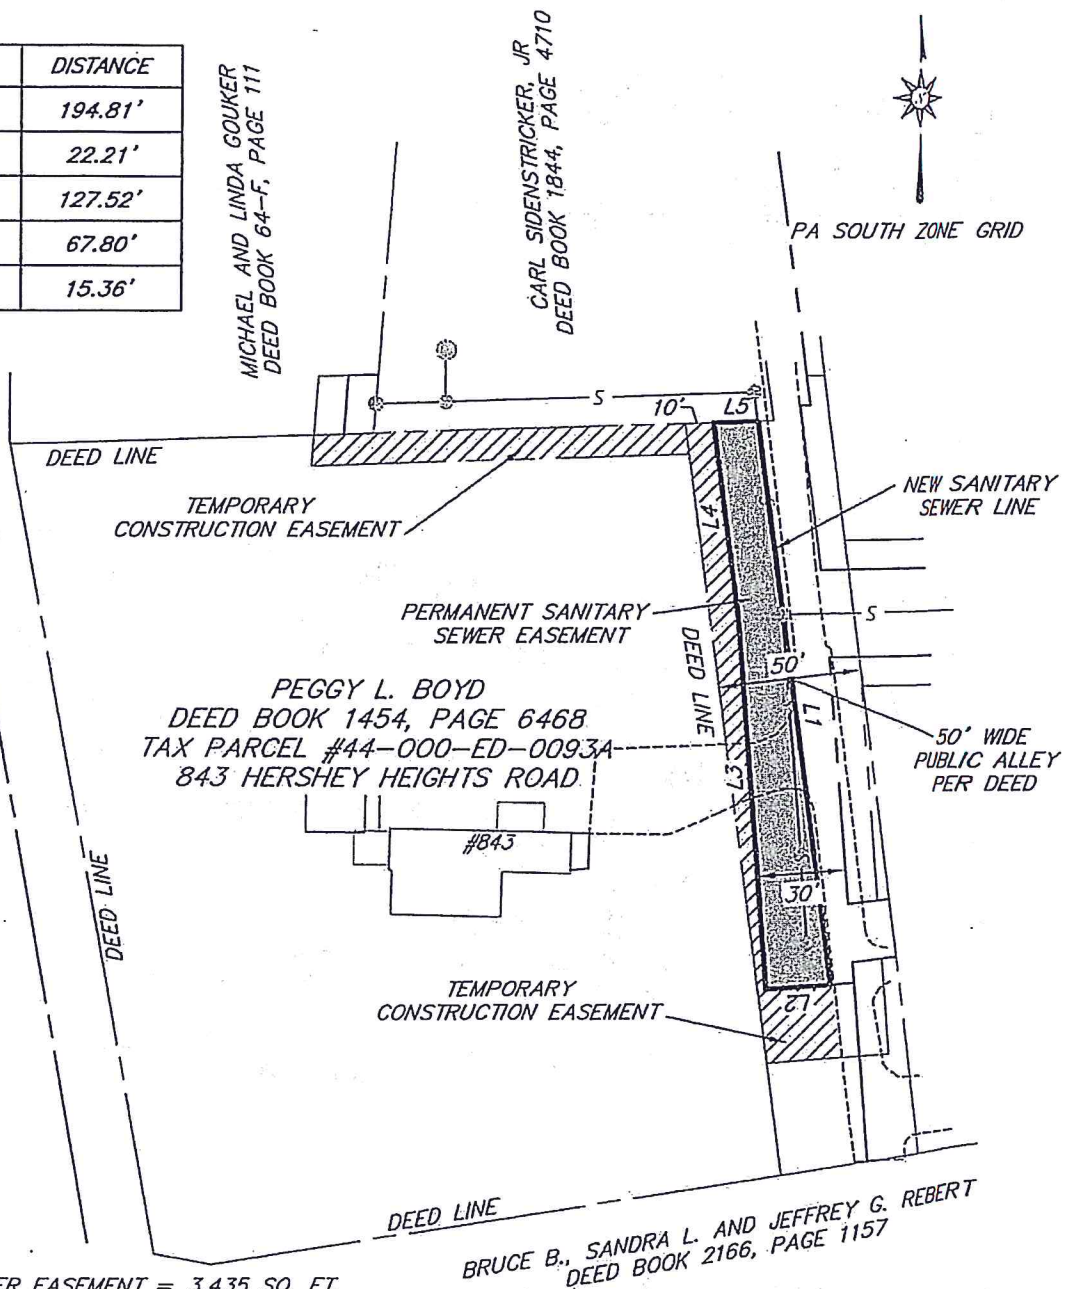 DISTANCE
194.81'
22.21'
127.52'
67.80'
15.36'
MICHAEL AND LINDA GOUKER
DEED BOOK 64-F, PAGE 111
CARL SIDENSTRICKER, JR
DEED BOOK 1844, PAGE 4710
N
PA SOUTH ZONE GRID
S
10'
L5
DEED LINE
TEMPORARY
CONSTRUCTION EASEMENT
L4
NEW SANITARY
SEWER LINE
PERMANENT SANITARY
SEWER EASEMENT
S
DEED LINE
50'
L1
PEGGY L. BOYD
DEED BOOK 1454, PAGE 6468
TAX PARCEL #44-000-ED-0093A
843 HERSHEY HEIGHTS ROAD
L3
50' WIDE
PUBLIC ALLEY
PER DEED
#843
30'
DEED LINE
TEMPORARY
CONSTRUCTION EASEMENT
L2
DEED LINE
BRUCE B., SANDRA L. AND JEFFREY G. REBERT
DEED BOOK 2166, PAGE 1157
EASEMENT = 3,435 SQ. FT.